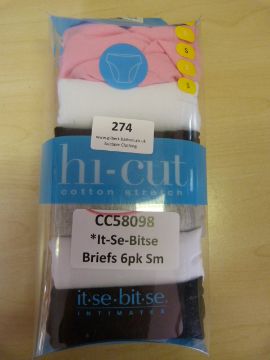 S
S
S
274
hi-cut
cotton stretch
CC58098
*It-Se-Bitse
Briefs 6pk Sm
it·se·bit·se
INTIMATES